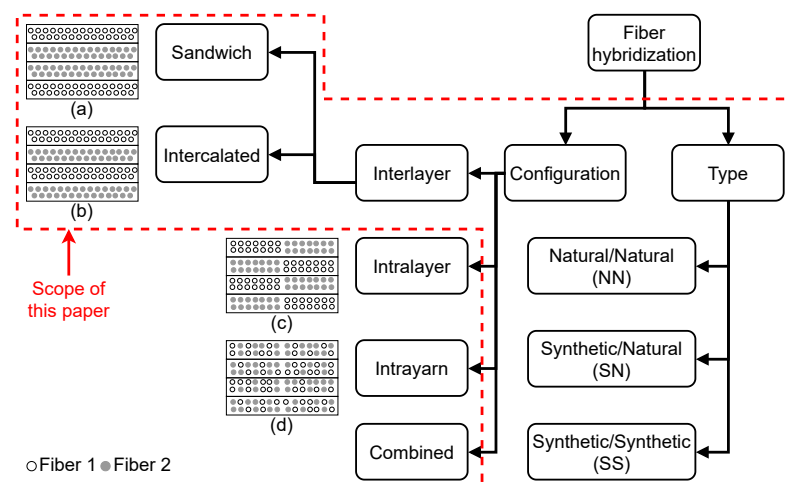 Fiber
hybridization
Sandwich
(a)
Intercalated
(b)
Interlayer
Configuration
Type
Scope of
this paper
Intralayer
(c)
Natural/Natural
(NN)
Intrayarn
(d)
Synthetic/Natural
(SN)
Combined
Synthetic/Synthetic
(SS)
Fiber 1 Fiber 2